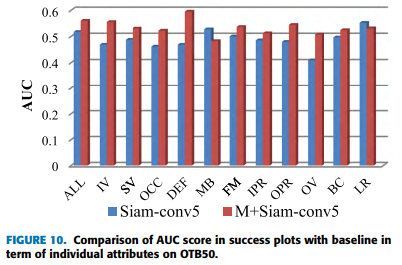 0.6
0.5
0.4
0.3
0.2
0.1
0
AUC
ALL IV SV OCC DEF MB FM IPR OPR OV BC LR
Siam-conv5 M+Siam-conv5
FIGURE 10. Comparison of AUC score in success plots with baseline in
term of individual attributes on OTB50.